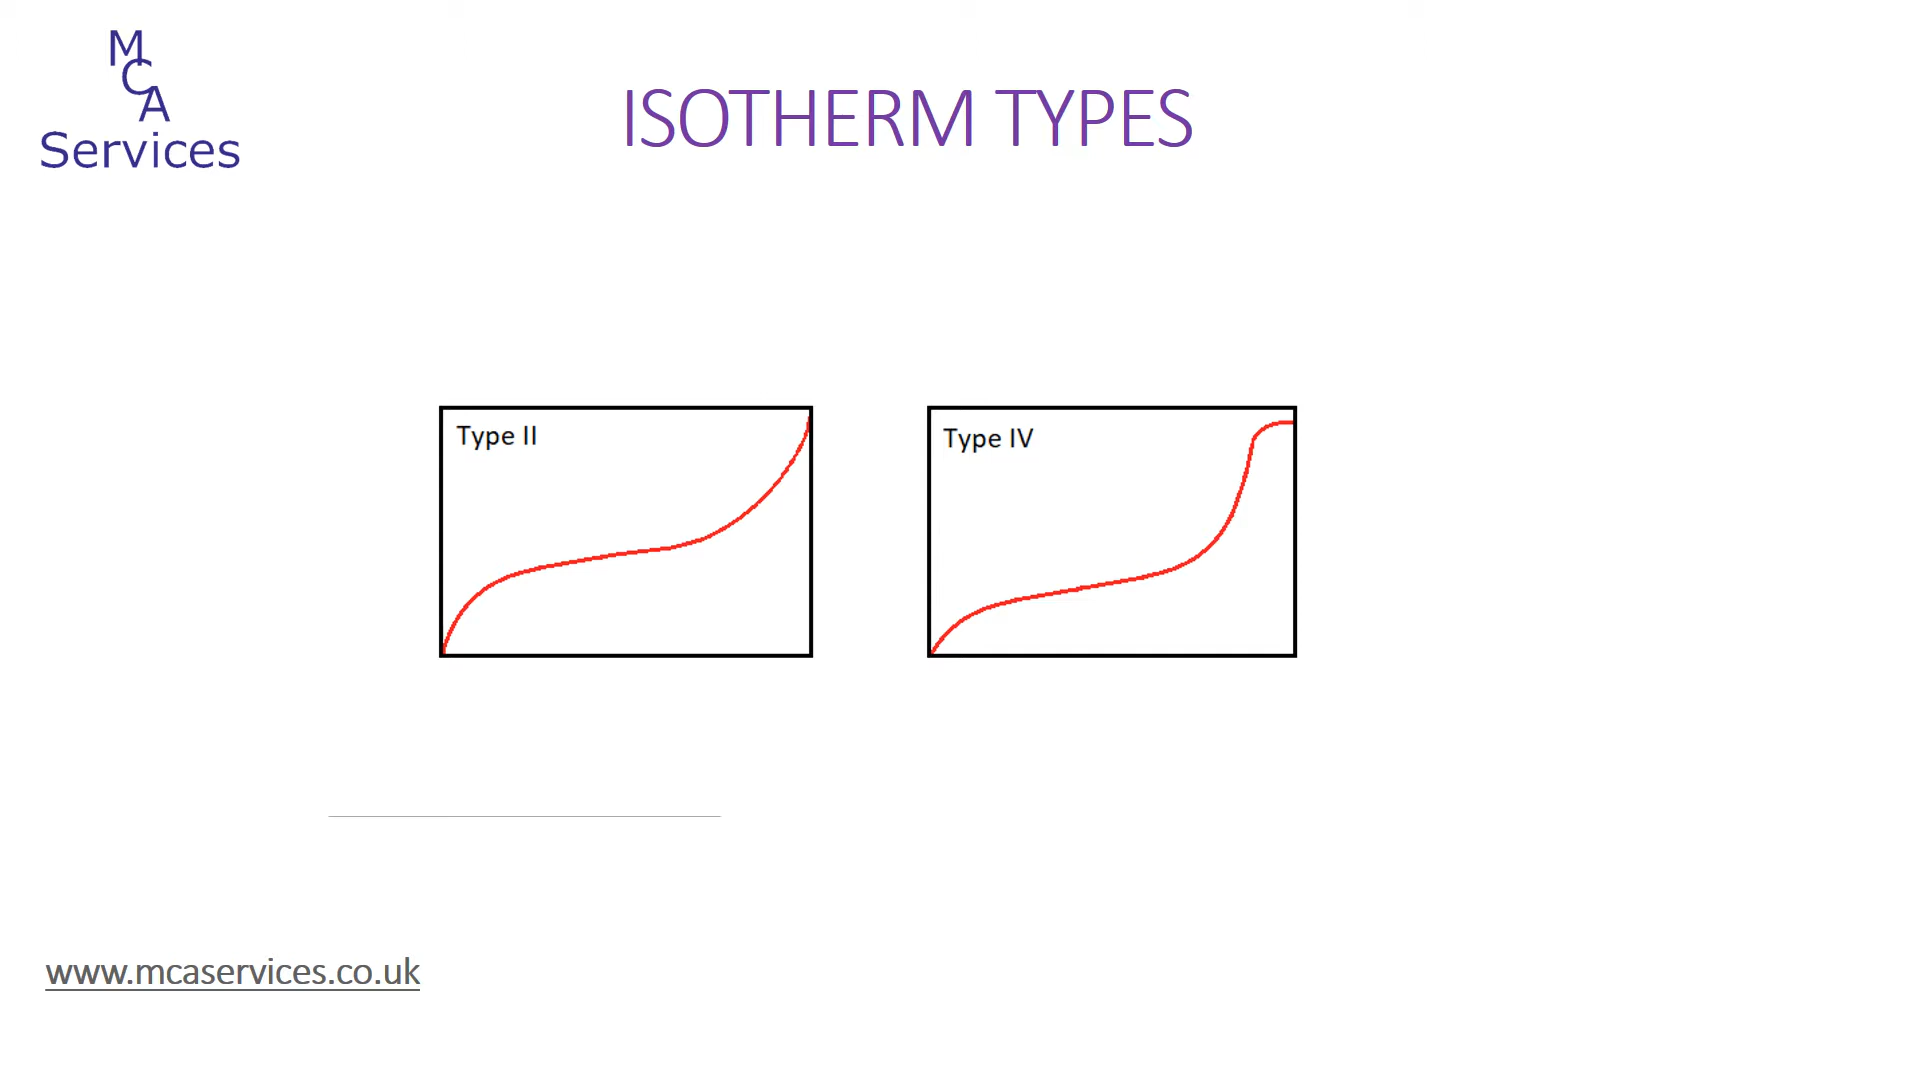 M
C
A
Services
ISOTHERM TYPES
Type II
Type IV
www.mcaservices.co.uk